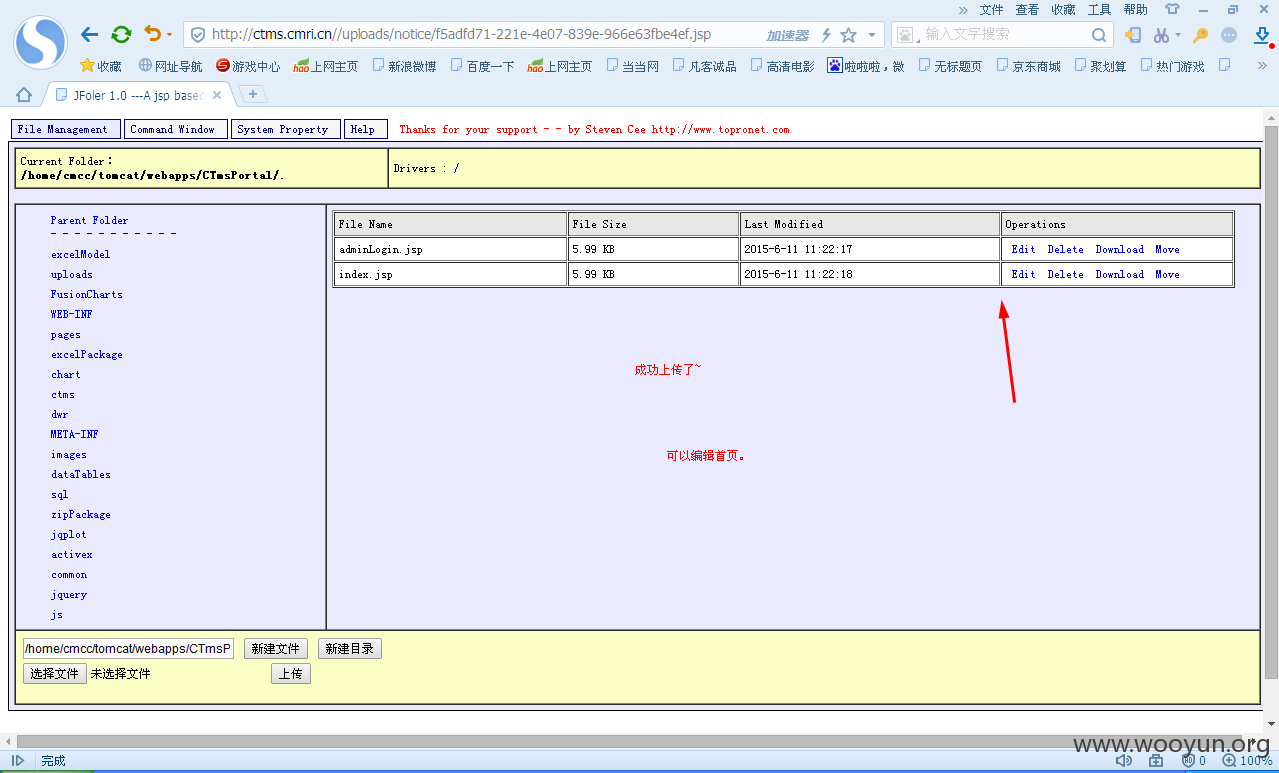 » 文件 查看 收藏 工具 帮助
http://ctms.cmri.cn//uploads/notice/f5adfd71-221e-4e07-839e-966e63fbe4ef.jsp 加速器 输入文字搜索
收藏 网址导航 游戏中心 hao 上网主页 新浪微博 百度一下 hao 上网主页 当当网 凡客诚品 高清电影 啦啦啦，微 无标题页 京东商城 聚划算 热门游戏 »
JFoler 1.0 ---A jsp based
File Management Command Window System Property Help Thanks for your support - - by Steven Cee http://www.topronet.com
Current Folder：
/home/cmcc/tomcat/webapps/CTmsPortal/.
Drivers : /
Parent Folder
- - - - - - - - - - -
excelModel
uploads
FusionCharts
WEB-INF
pages
excelPackage
chart
ctms
dwr
META-INF
images
dataTables
sql
zipPackage
jqplot
activex
common
jquery
js
File Name File Size Last Modified Operations
adminLogin.jsp 5.99 KB 2015-6-11 11:22:17 Edit Delete Download Move
index.jsp 5.99 KB 2015-6-11 11:22:18 Edit Delete Download Move
成功上传了~
可以编辑首页。
/home/cmcc/tomcat/webapps/CTmsP 新建文件 新建目录
选择文件 未选择文件 上传
www.wooyun.org
完成 0 100%